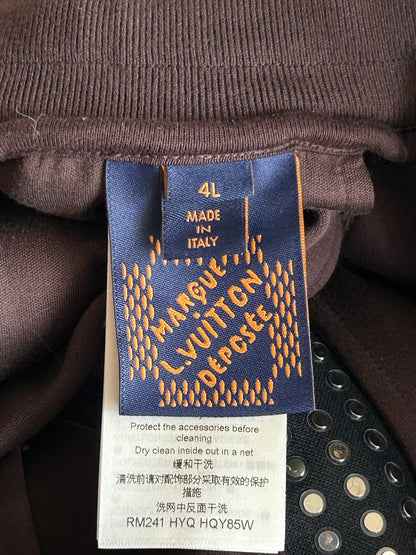 4L
MADE
IN
ITALY
MARQUE
L.VUITTON
DÉPOSÉE
Protect the accessories before
cleaning
Dry clean inside out in a net
缓和干洗
清洗前请对配饰部分采取有效的保护
措施
洗网中反面干洗
RM241 HYQ HQY85W